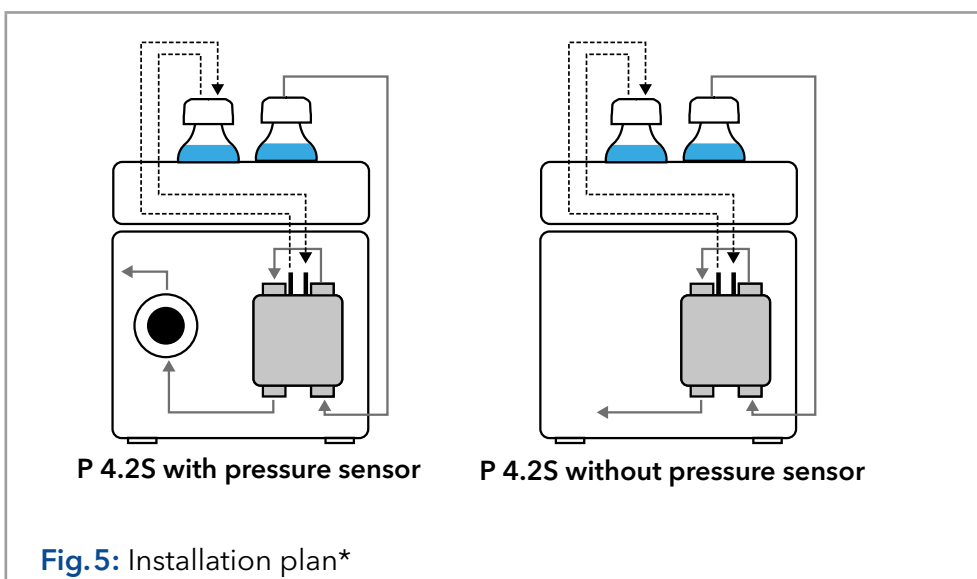 P 4.2S with pressure sensor
P 4.2S without pressure sensor
Fig.5: Installation plan*